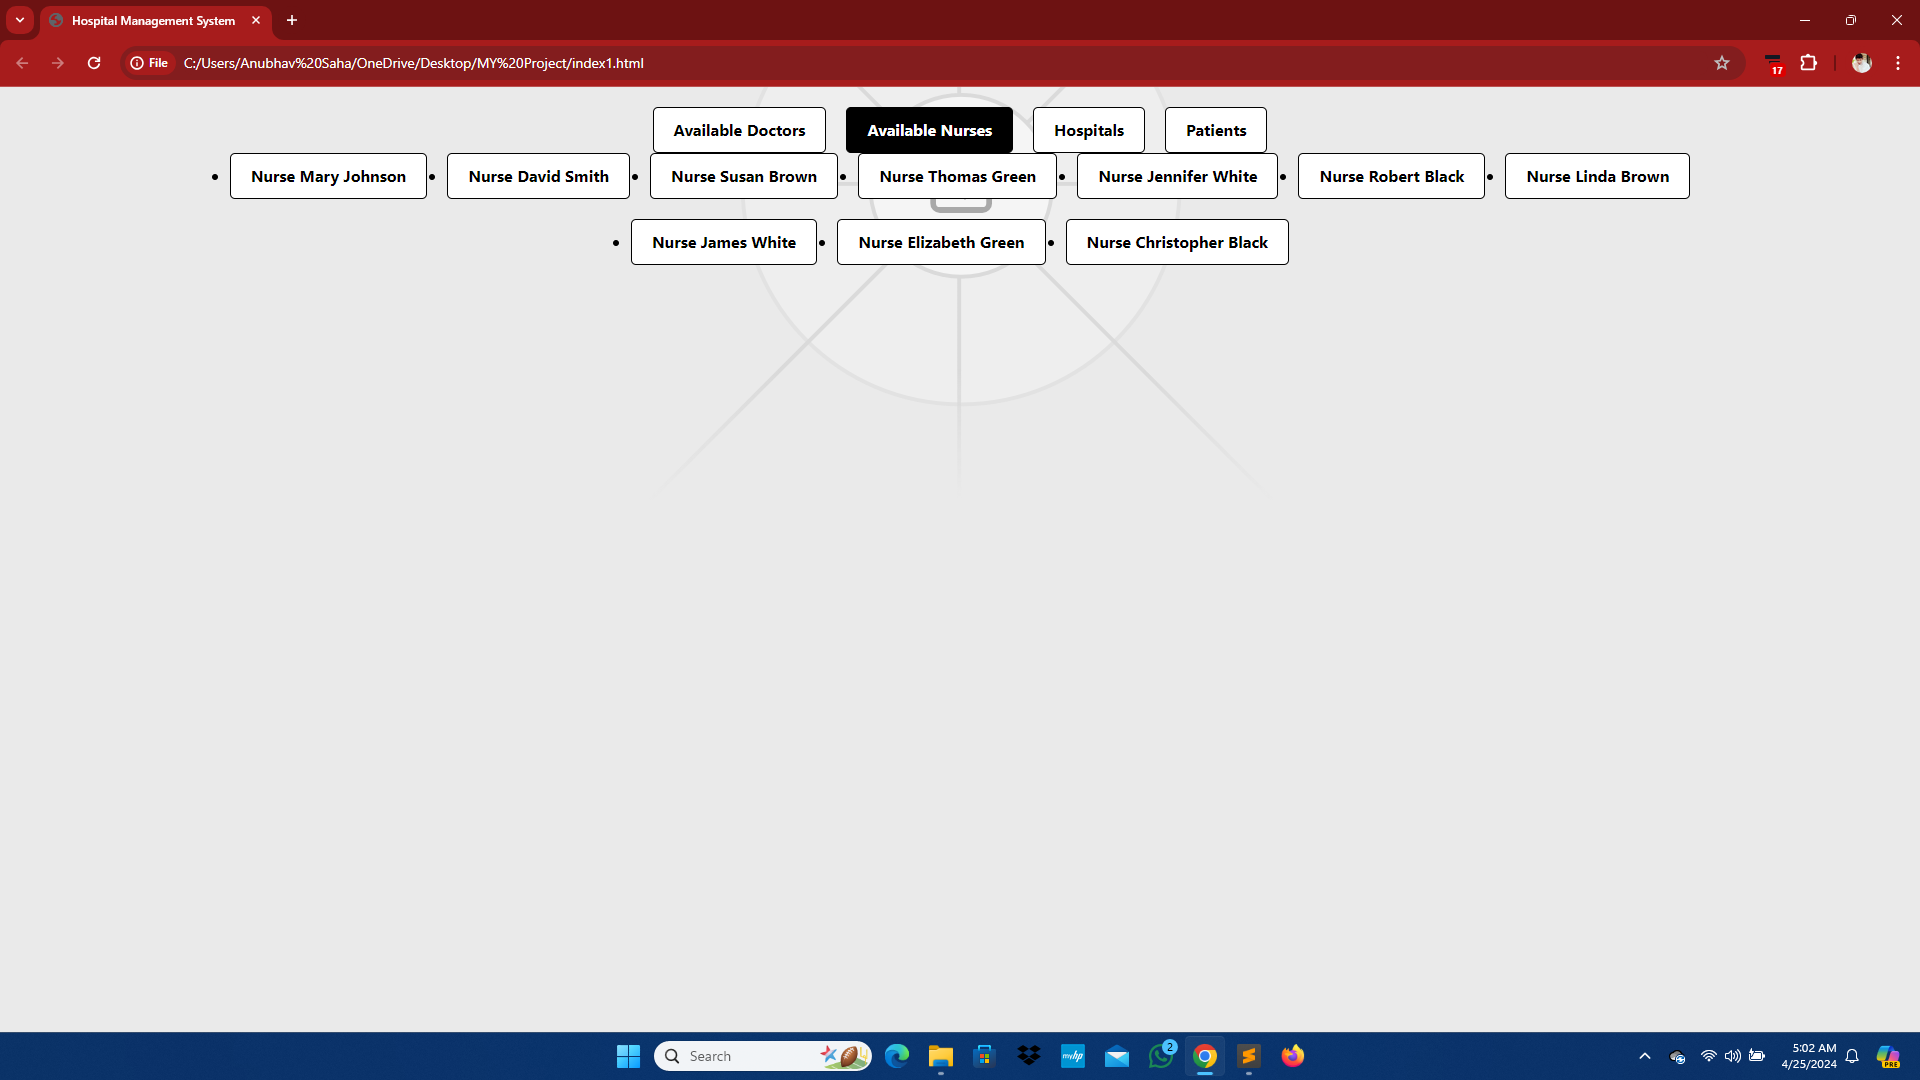 Hospital Management System
File C:/Users/Anubhav%20Saha/OneDrive/Desktop/MY%20Project/index1.html
17
Available Doctors Available Nurses Hospitals Patients
• Nurse Mary Johnson • Nurse David Smith • Nurse Susan Brown • Nurse Thomas Green • Nurse Jennifer White • Nurse Robert Black • Nurse Linda Brown
• Nurse James White • Nurse Elizabeth Green • Nurse Christopher Black
Search
myhp
2
5:02 AM
4/25/2024
PRE